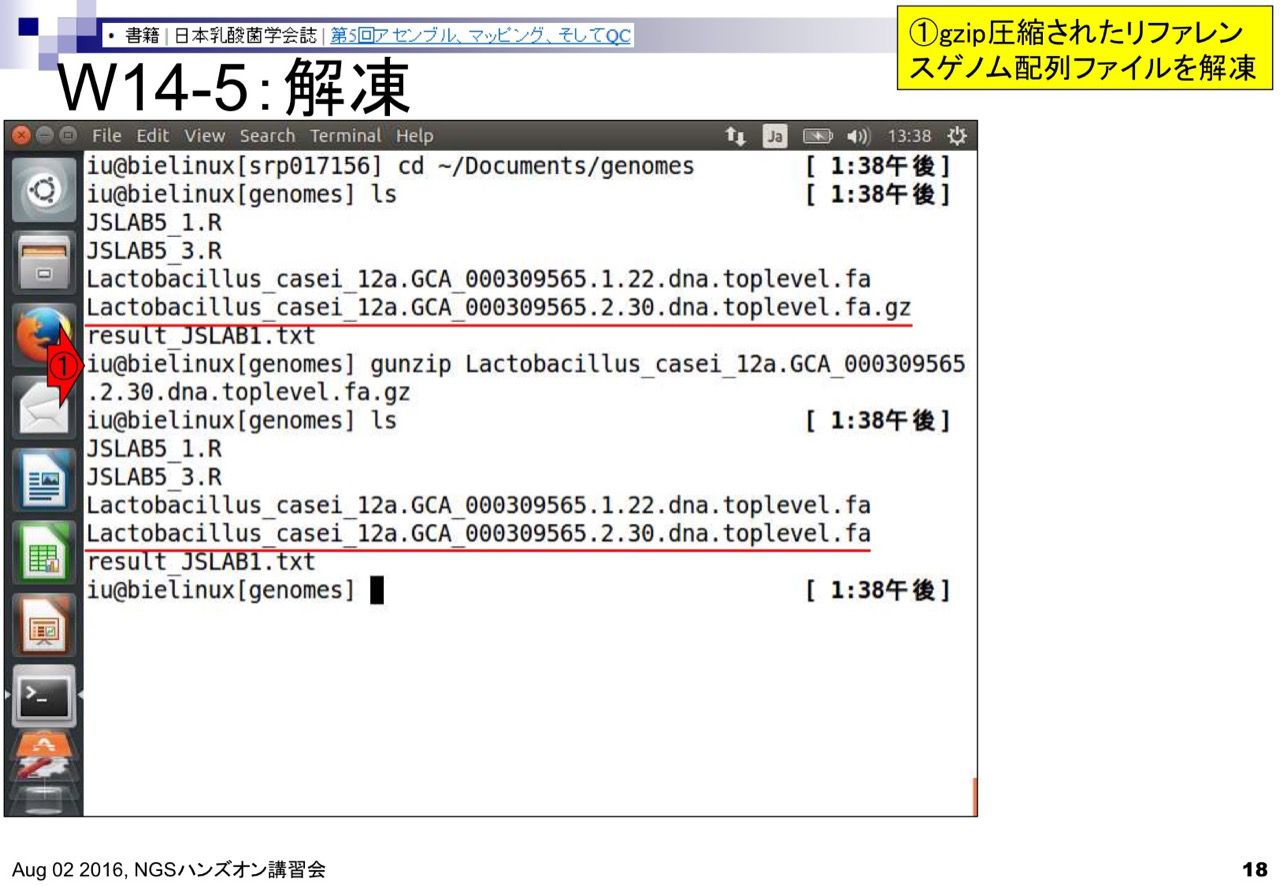 • 書籍 | 日本乳酸菌学会誌 | 第5回アセンブル、マッピング、そしてQC
①gzip圧縮されたリファレン
スゲノム配列ファイルを解凍
W14-5：解凍
File Edit View Search Terminal Help Ja 13:38
iu@bielinux[srp017156] cd ~/Documents/genomes [ 1:38午後]
iu@bielinux[genomes] ls [ 1:38午後]
JSLAB5_1.R
JSLAB5_3.R
Lactobacillus_casei_12a.GCA_000309565.1.22.dna.toplevel.fa
Lactobacillus_casei_12a.GCA_000309565.2.30.dna.toplevel.fa.gz
result_JSLAB1.txt
① iu@bielinux[genomes] gunzip Lactobacillus_casei_12a.GCA_000309565
.2.30.dna.toplevel.fa.gz
iu@bielinux[genomes] ls [ 1:38午後]
JSLAB5_1.R
JSLAB5_3.R
Lactobacillus_casei_12a.GCA_000309565.1.22.dna.toplevel.fa
Lactobacillus_casei_12a.GCA_000309565.2.30.dna.toplevel.fa
result_JSLAB1.txt
iu@bielinux[genomes] [ 1:38午後]
Aug 02 2016, NGSハンズオン講習会
18